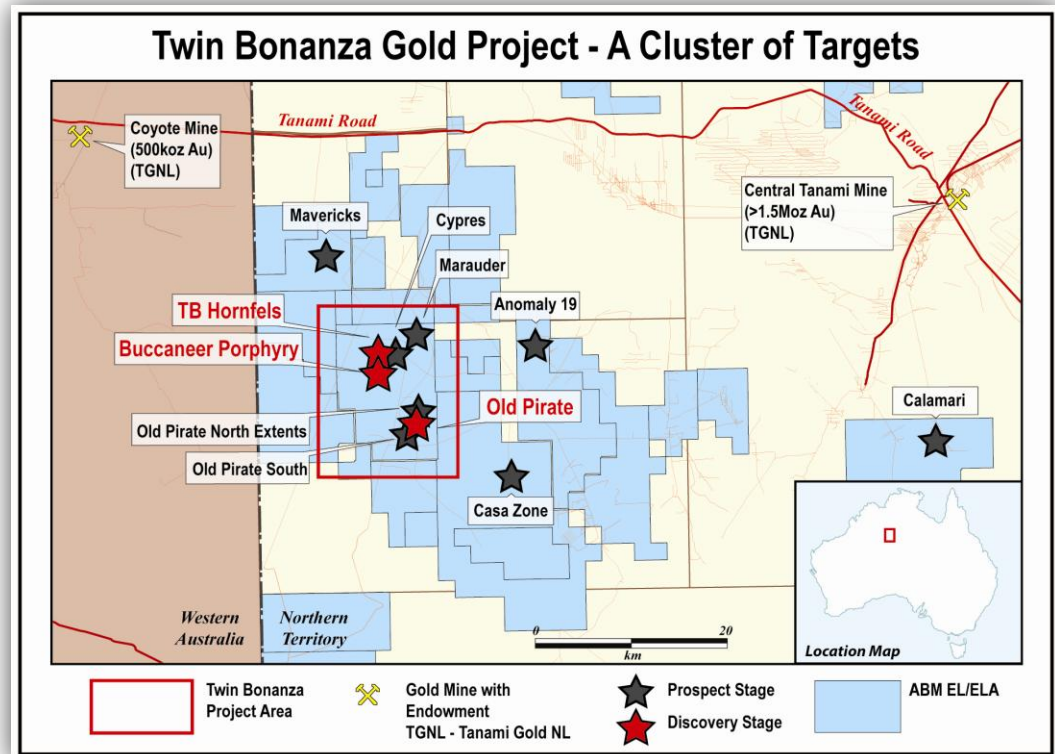 Twin Bonanza Gold Project - A Cluster of Targets
Tanami Road
Tanami Road
Coyote Mine
(500koz Au)
(TGNL)
Central Tanami Mine
(>1.5Moz Au)
(TGNL)
Mavericks
Cypres
Marauder
TB Hornfels
Anomaly 19
Buccaneer Porphyry
Old Pirate
Calamari
Old Pirate North Extents
Old Pirate South
Casa Zone
Western
Australia
Northern
Territory
0
20
km
Location Map
Twin Bonanza
Project Area
Gold Mine with
Endowment
TGNL - Tanami Gold NL
Prospect Stage
Discovery Stage
ABM EL/ELA